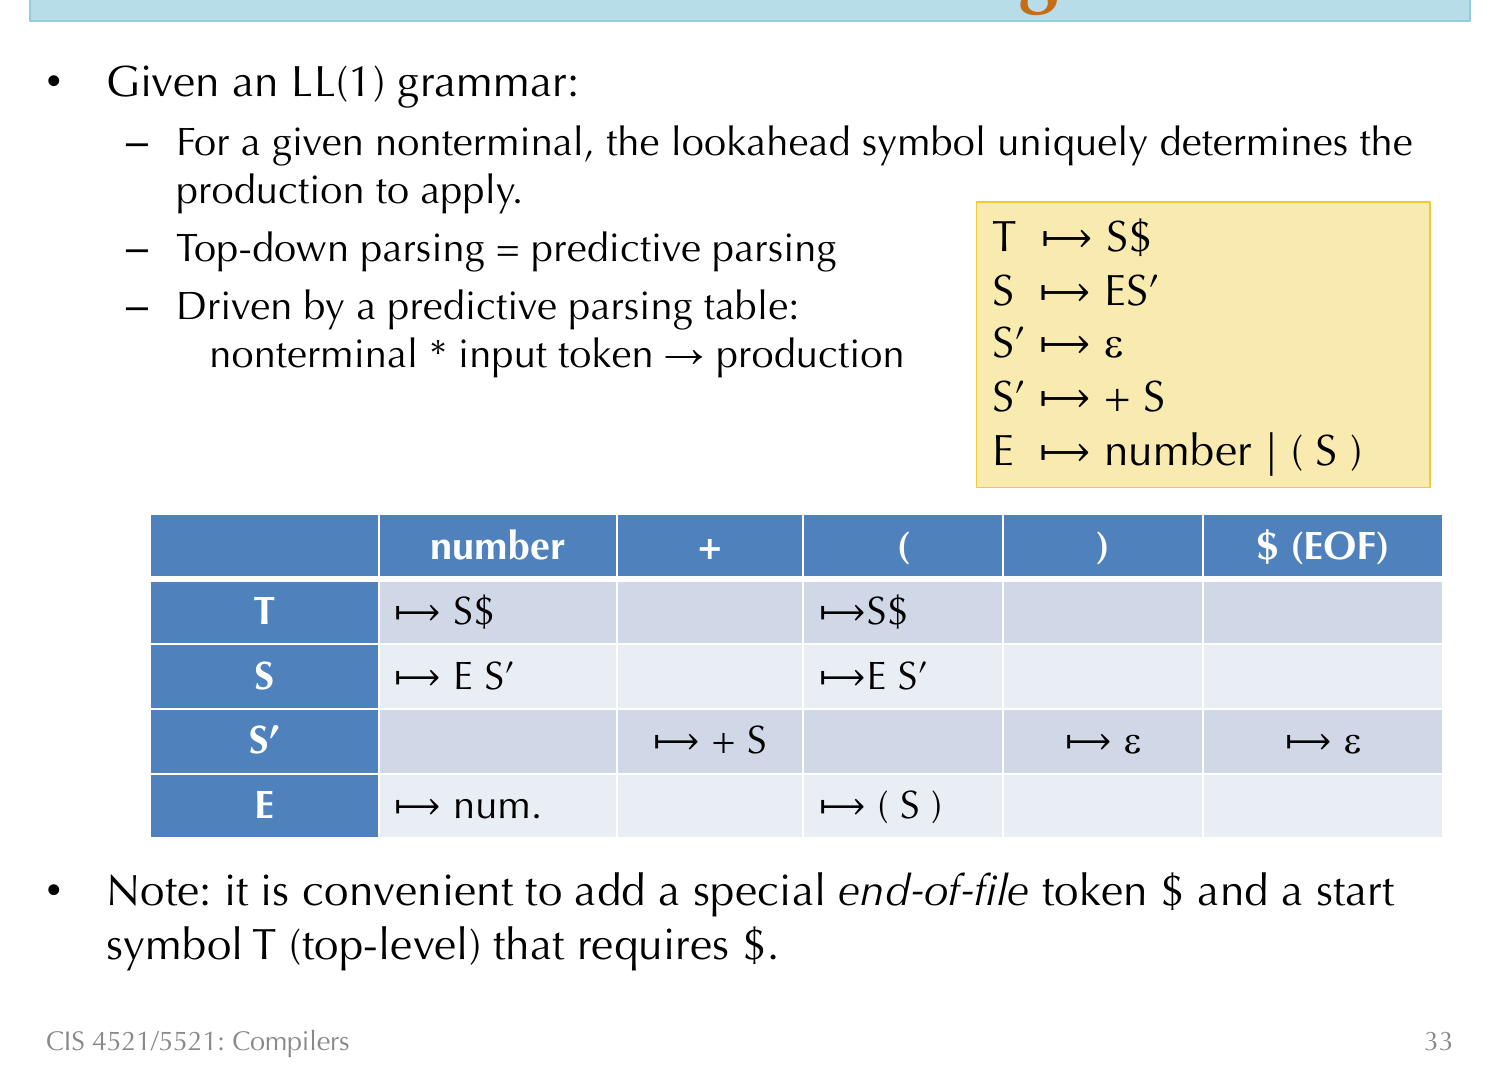 • Given an LL(1) grammar:
– For a given nonterminal, the lookahead symbol uniquely determines the
production to apply.
– Top-down parsing = predictive parsing
– Driven by a predictive parsing table:
nonterminal * input token → production
T ⟼ S$
S ⟼ ES′
S′ ⟼ ε
S′ ⟼ + S
E ⟼ number | ( S )
number + ( ) $ (EOF)
T ⟼ S$ ⟼S$
S ⟼ E S′ ⟼E S′
S′ ⟼ + S ⟼ ε ⟼ ε
E ⟼ num. ⟼ ( S )
• Note: it is convenient to add a special end-of-file token $ and a start
symbol T (top-level) that requires $.
CIS 4521/5521: Compilers
33